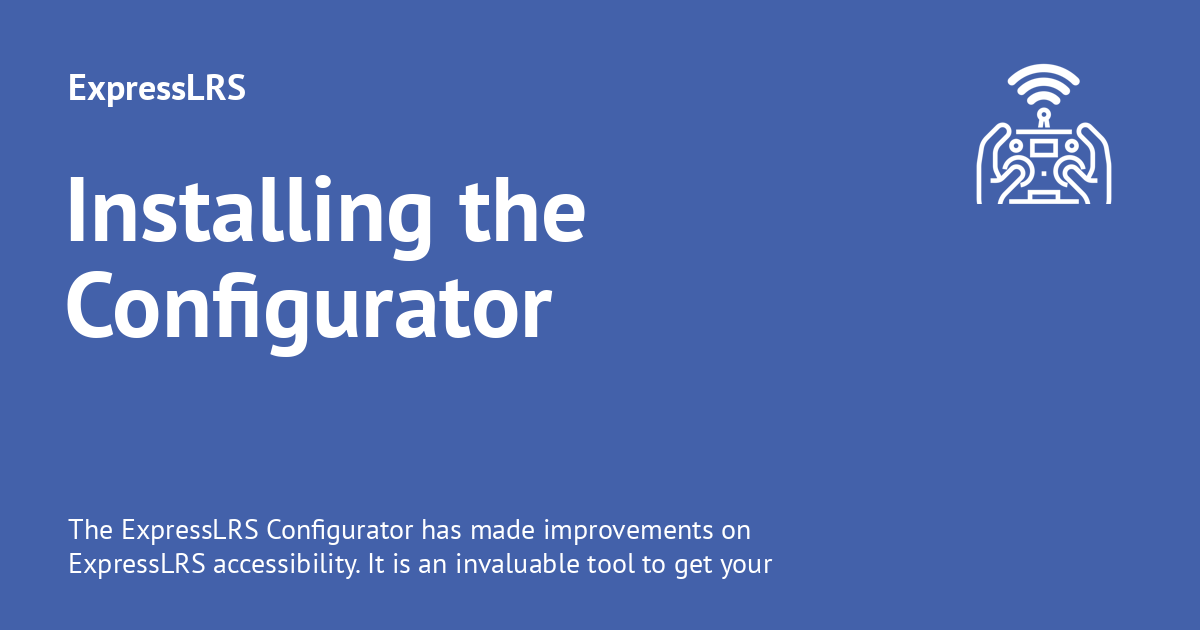 ExpressLRS
Installing the
Configurator
The ExpressLRS Configurator has made improvements on
ExpressLRS accessibility. It is an invaluable tool to get your